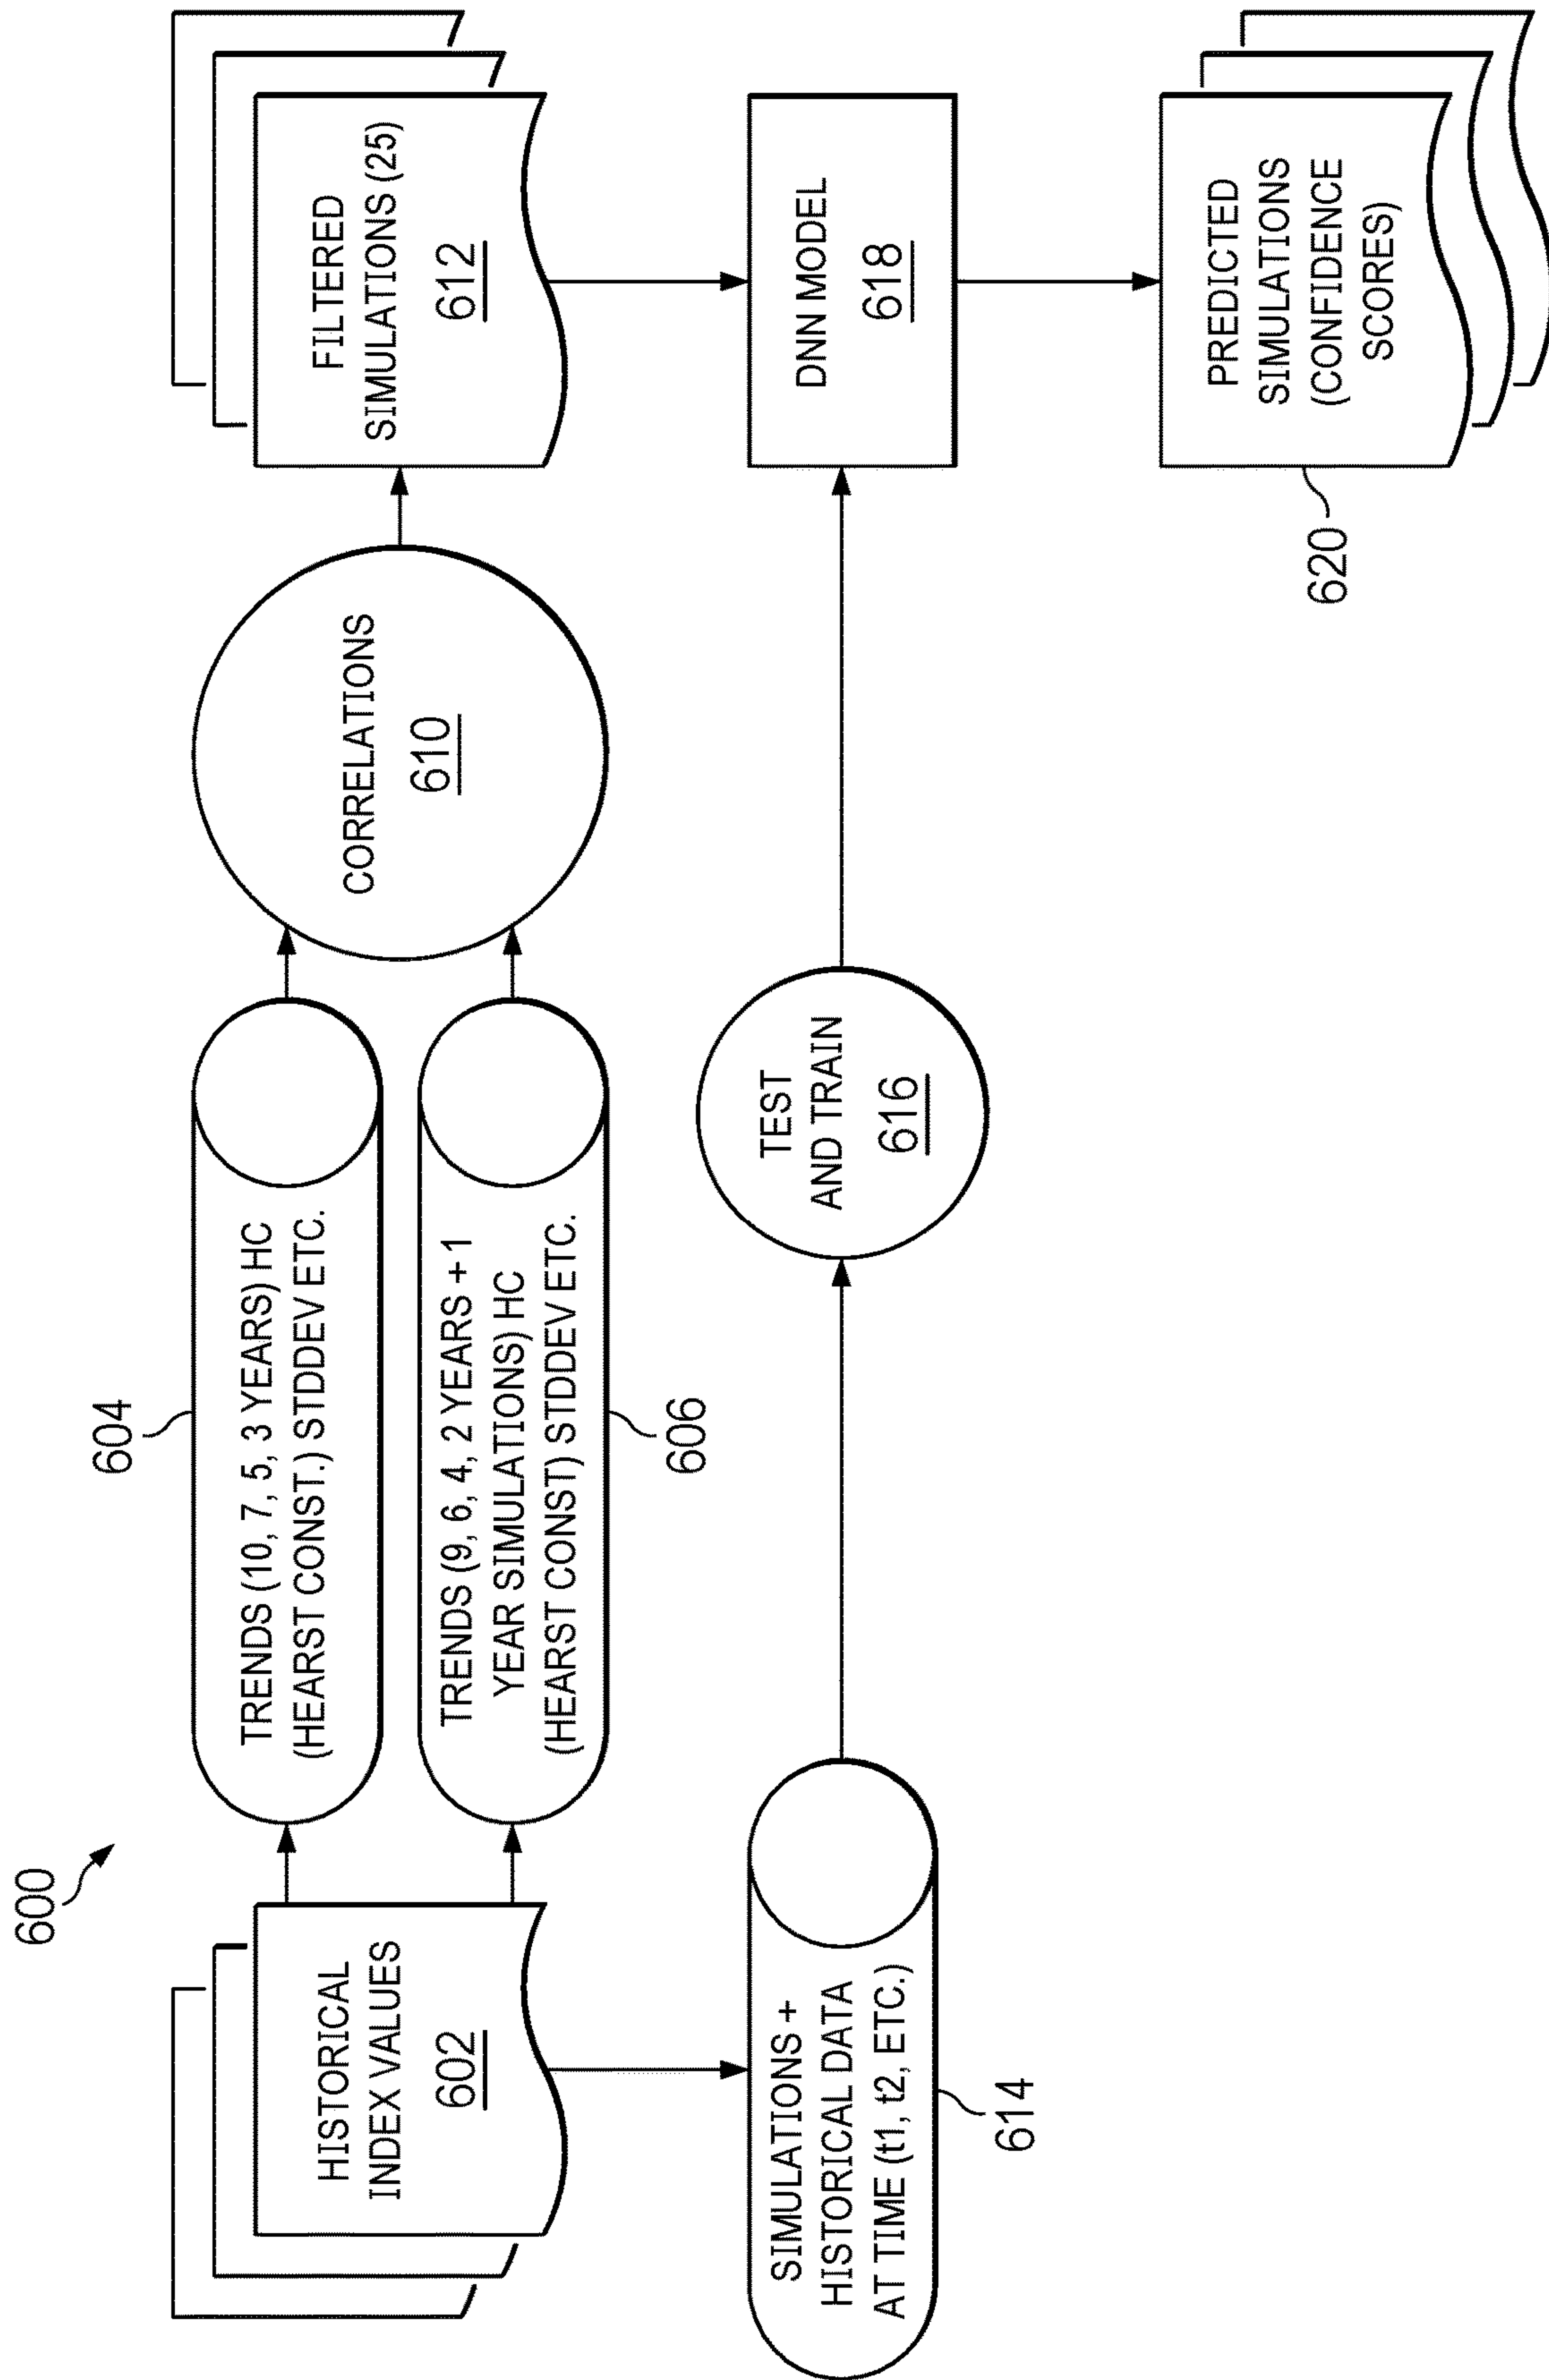 600
HISTORICAL
INDEX VALUES
602
604
TRENDS (10, 7, 5, 3 YEARS) HC
(HEARST CONST.) STDDEV ETC.
TRENDS (9, 6, 4, 2 YEARS +1
YEAR SIMULATIONS) HC
(HEARST CONST) STDDEV ETC.
606
CORRELATIONS
610
FILTERED
SIMULATIONS (25)
612
SIMULATIONS +
HISTORICAL DATA
AT TIME (t1, t2, ETC.)
614
TEST
AND TRAIN
616
DNN MODEL
618
PREDICTED
SIMULATIONS
(CONFIDENCE
SCORES)
620